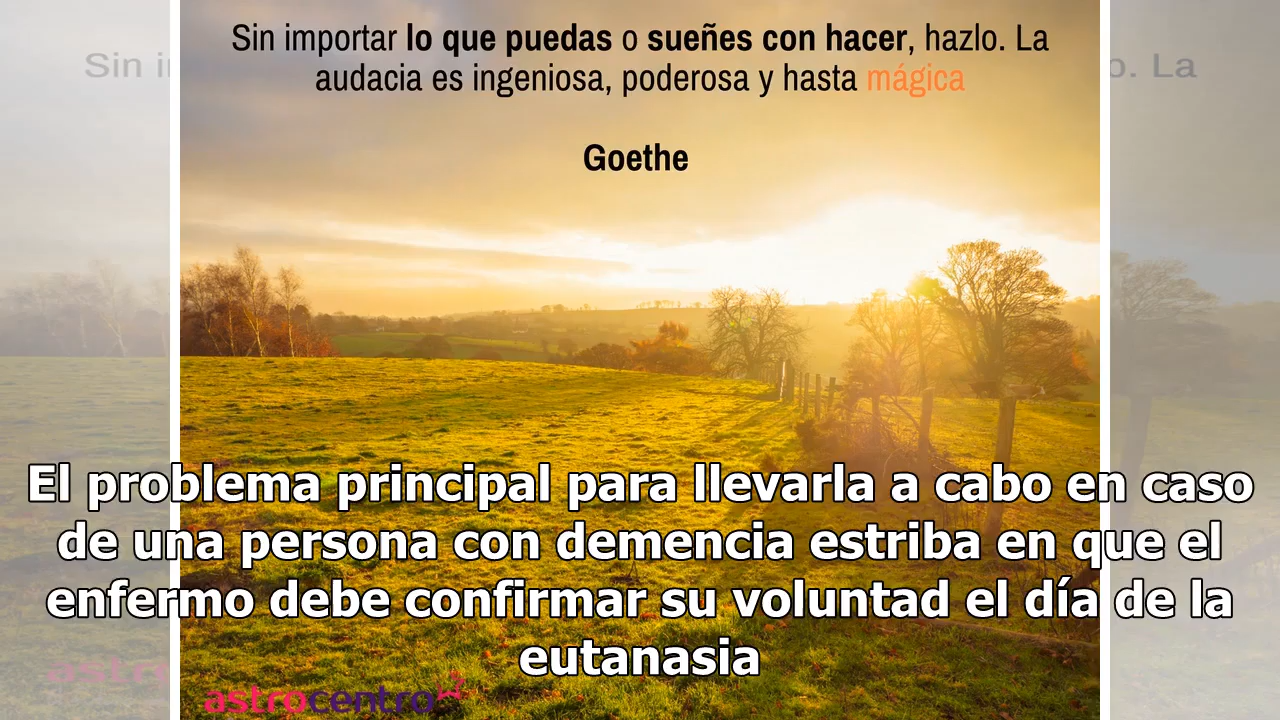 Sin importar lo que puedas o sueñes con hacer, hazlo. La
audacia es ingeniosa, poderosa y hasta mágica
Goethe
El problema principal para llevarla a cabo en caso
de una persona con demencia estriba en que el
enfermo debe confirmar su voluntad el día de la
eutanasia
astrocentro